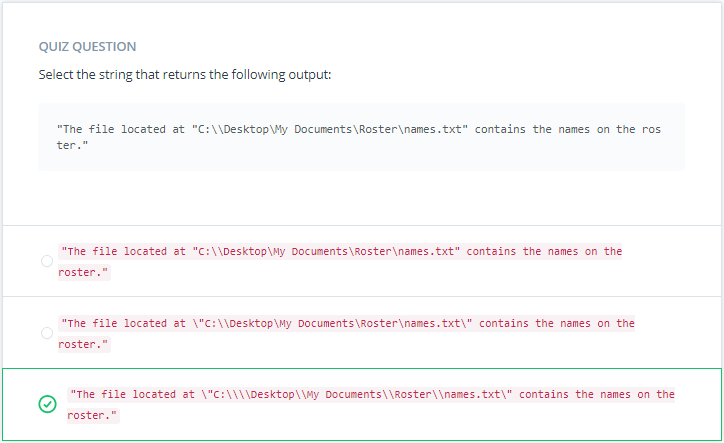 QUIZ QUESTION
Select the string that returns the following output:
"The file located at "C:\\Desktop\My Documents\Roster\names.txt" contains the names on the ros
ter."
"The file located at "C:\\Desktop\My Documents\Roster\names.txt" contains the names on the
roster."
"The file located at \"C:\\Desktop\My Documents\Roster\names.txt\" contains the names on the
roster."
"The file located at \"C:\\\\Desktop\\My Documents\\Roster\\names.txt\" contains the names on the
roster."